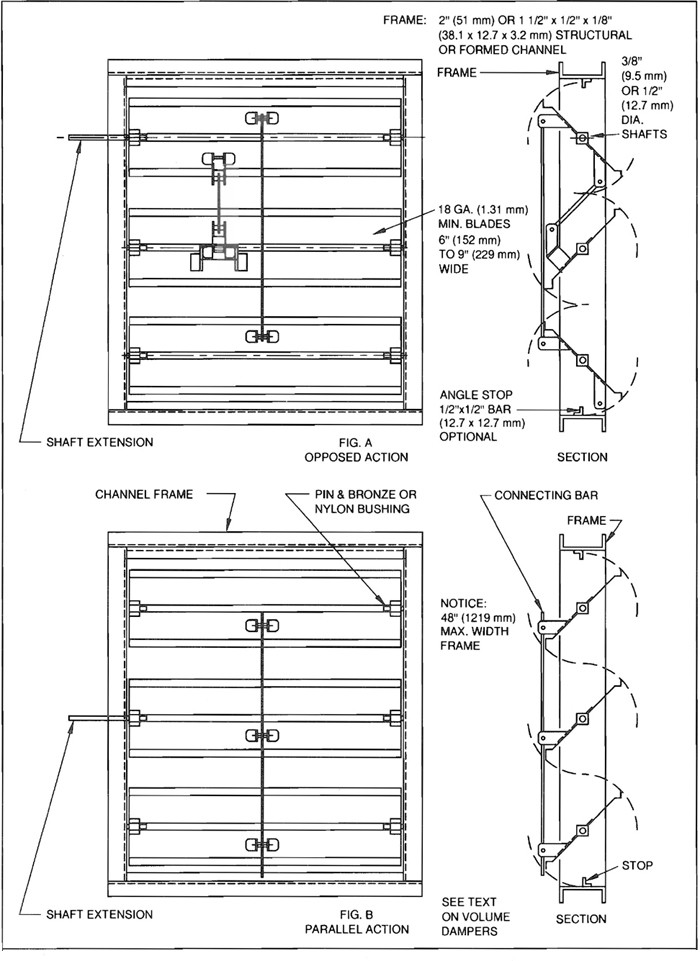 FRAME: 2" (51 mm) OR 1 1/2" x 1/2" x 1/8"
(38.1 x 12.7 x 3.2 mm) STRUCTURAL
OR FORMED CHANNEL
FRAME
3/8"
(9.5 mm)
OR 1/2"
(12.7 mm)
DIA.
SHAFTS
18 GA. (1.31 mm)
MIN. BLADES
6" (152 mm)
TO 9" (229 mm)
WIDE
ANGLE STOP
1/2"x1/2" BAR
(12.7 x 12.7 mm)
OPTIONAL
SHAFT EXTENSION
FIG. A
OPPOSED ACTION
SECTION
CHANNEL FRAME
PIN & BRONZE OR
NYLON BUSHING
CONNECTING BAR
FRAME
NOTICE:
48" (1219 mm)
MAX. WIDTH
FRAME
STOP
SHAFT EXTENSION
FIG. B
PARALLEL ACTION
SEE TEXT
ON VOLUME
DAMPERS
SECTION